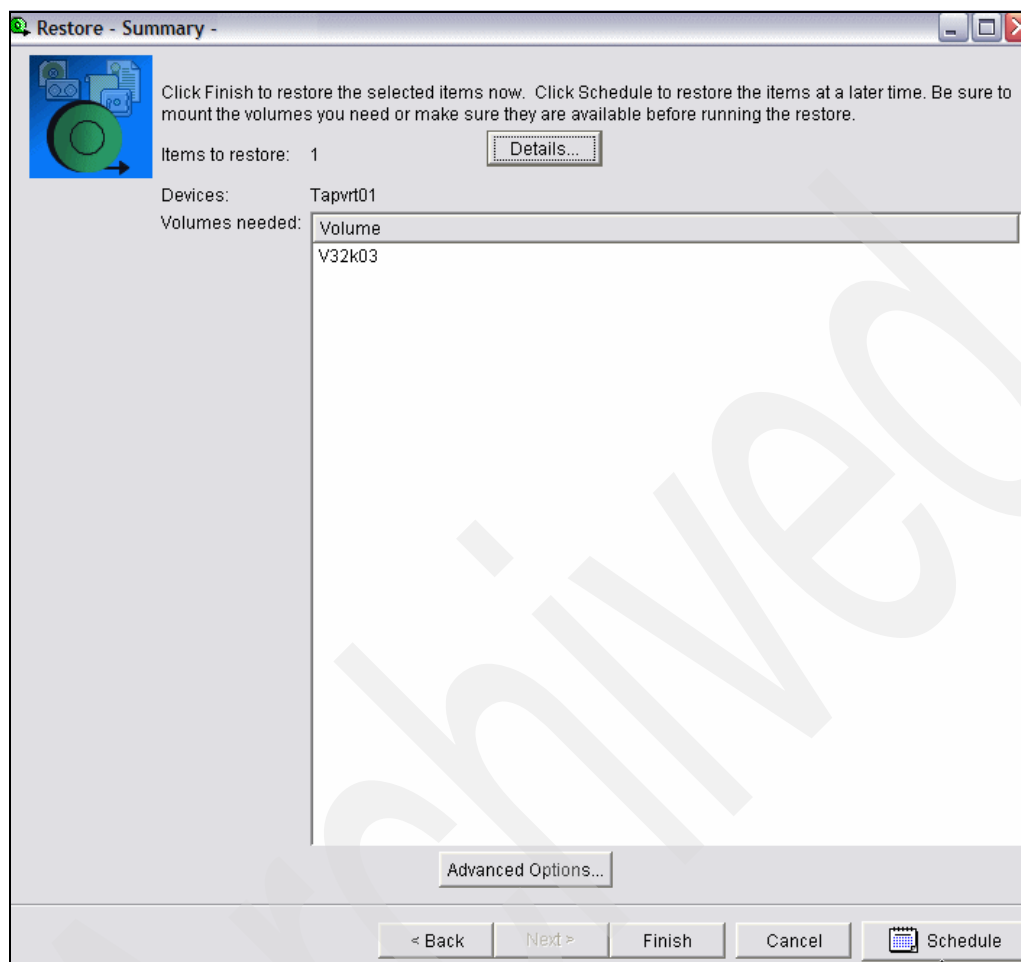 Restore - Summary -
Click Finish to restore the selected items now. Click Schedule to restore the items at a later time. Be sure to
mount the volumes you need or make sure they are available before running the restore.
Items to restore: 1 Details...
Devices: Tapvrt01
Volumes needed: Volume
V32k03
Archived
Advanced Options...
< Back Next > Finish Cancel Schedule